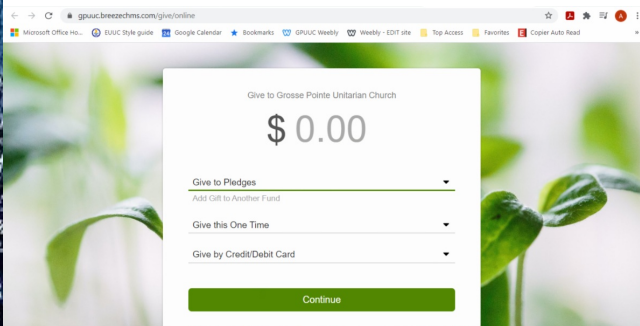 gpuuc.breezechms.com/give/online
Microsoft Office Ho... EUUC Style guide 24 Google Calendar Bookmarks GPUUC Weebly Weebly - EDIT site Top Access Favorites E Copier Auto Read »
Give to Grosse Pointe Unitarian Church
$ 0.00
Give to Pledges
Add Gift to Another Fund
Give this One Time
Give by Credit/Debit Card
Continue